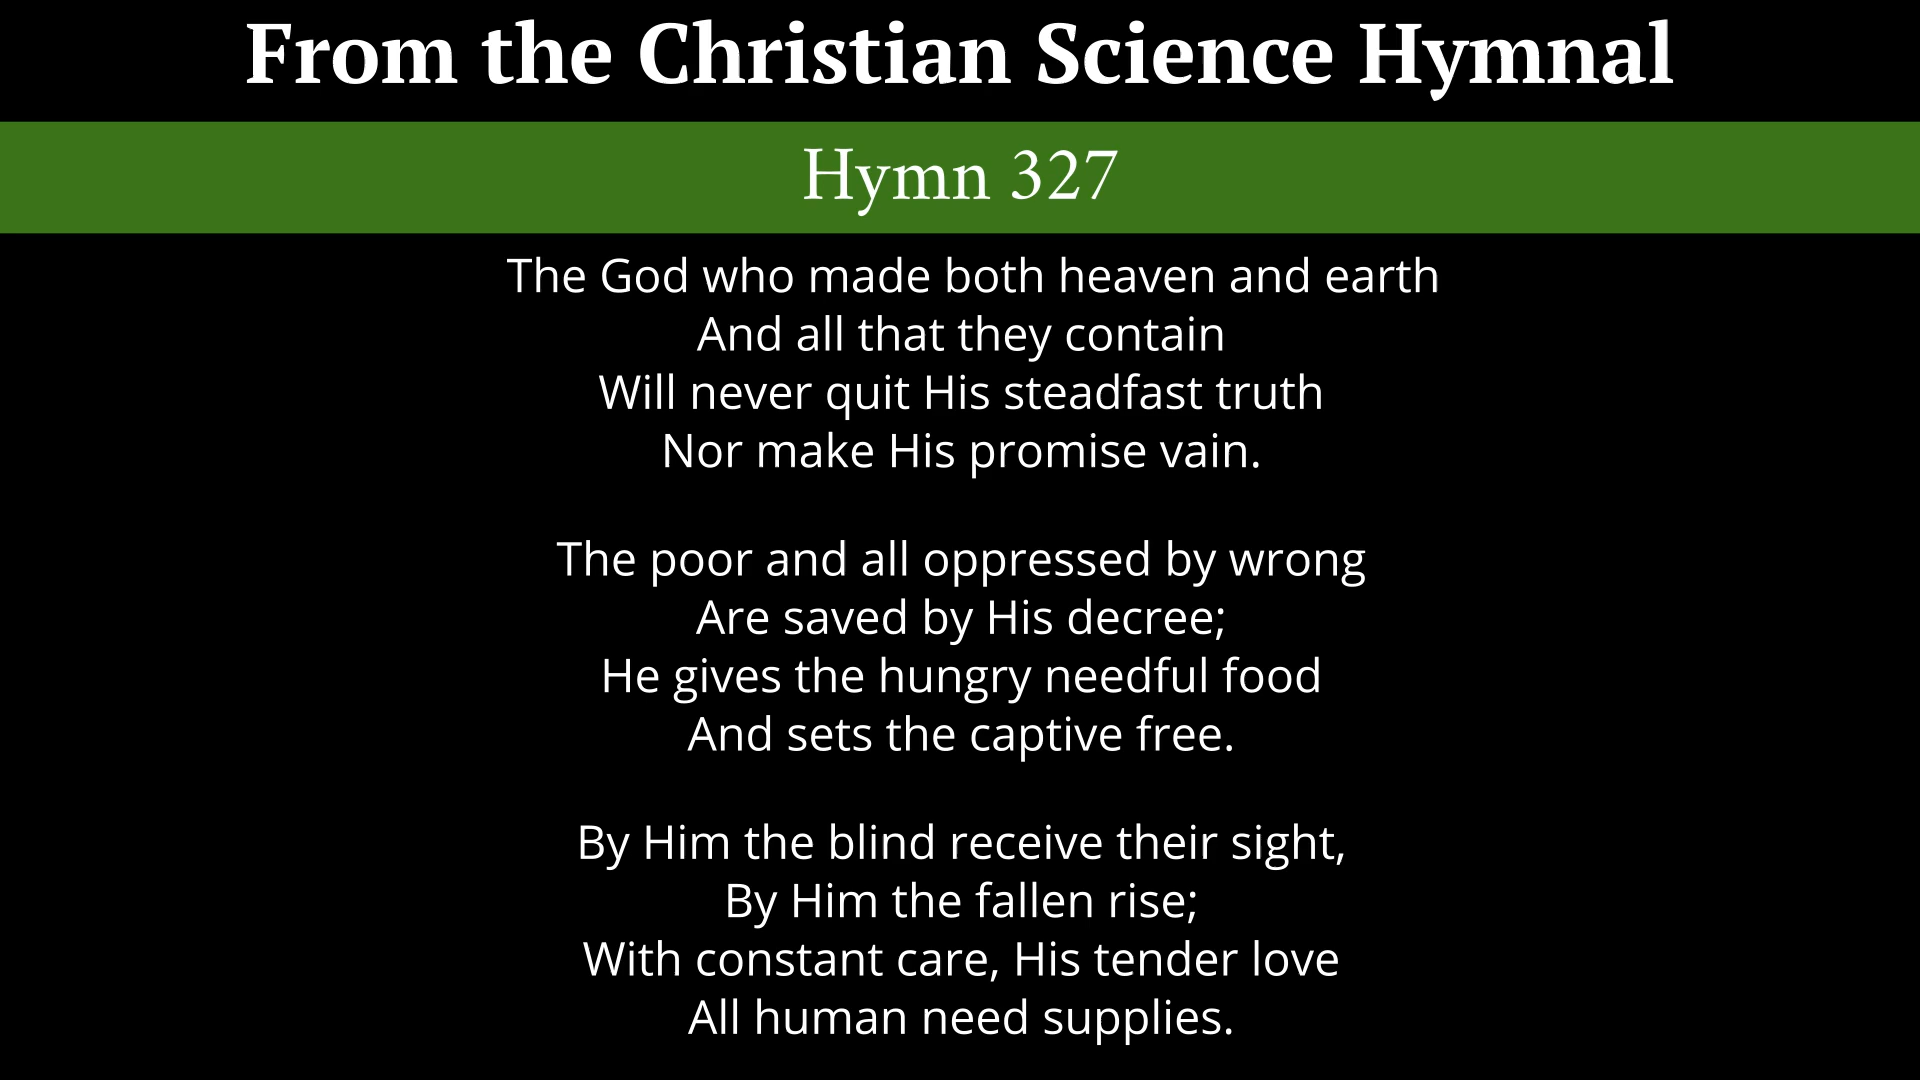 From the Christian Science Hymnal
Hymn 327
The God who made both heaven and earth
And all that they contain
Will never quit His steadfast truth
Nor make His promise vain.
The poor and all oppressed by wrong
Are saved by His decree;
He gives the hungry needful food
And sets the captive free.
By Him the blind receive their sight,
By Him the fallen rise;
With constant care, His tender love
All human need supplies.